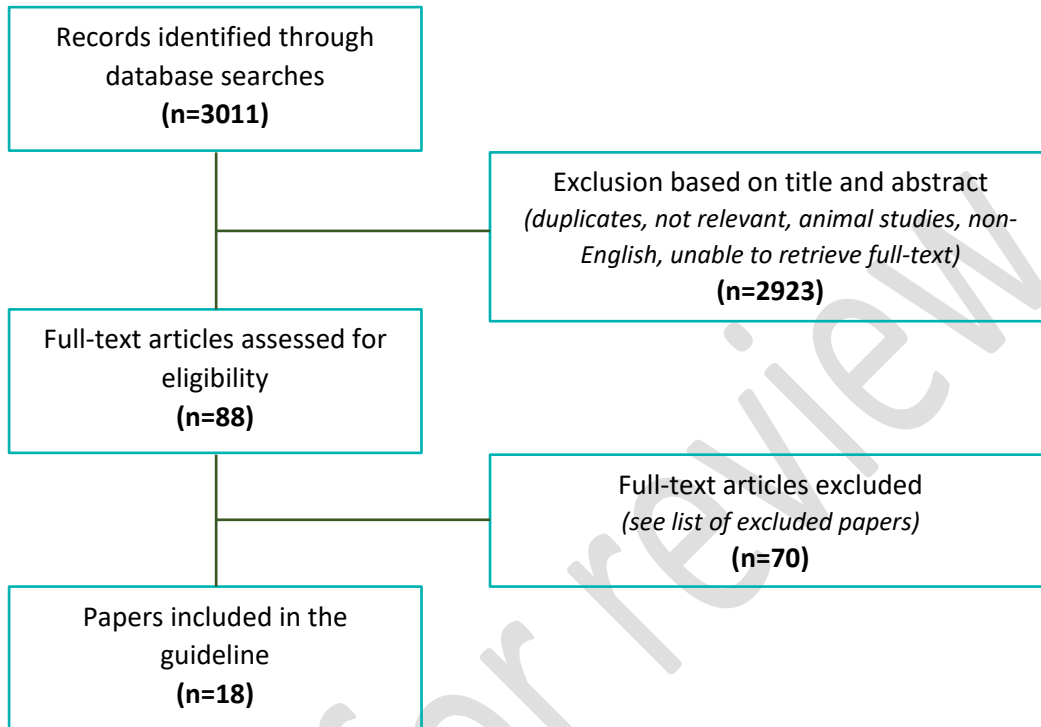 Records identified through
database searches
(n=3011)
Exclusion based on title and abstract
(duplicates, not relevant, animal studies, non-
English, unable to retrieve full-text)
(n=2923)
Full-text articles assessed for
eligibility
(n=88)
Full-text articles excluded
(see list of excluded papers)
(n=70)
Papers included in the
guideline
(n=18)
for review